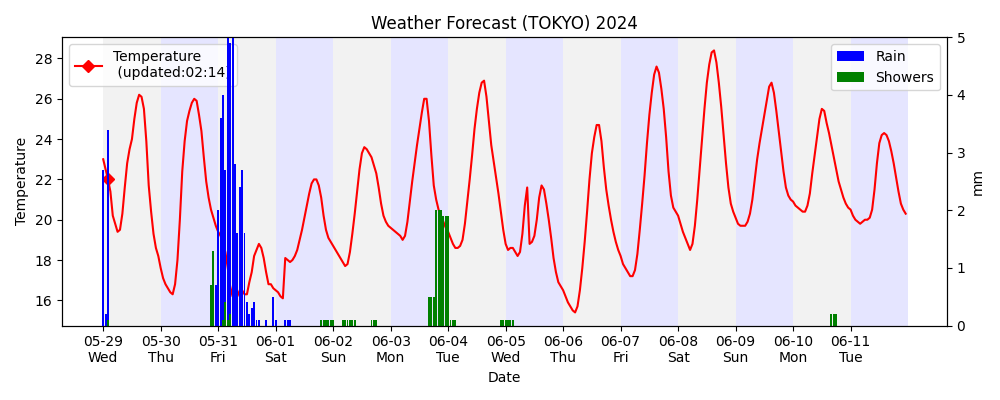 Weather Forecast (TOKYO) 2024
Temperature
(updated:02:14)
Rain
Showers
28
26
24
22
20
18
16
Temperature
5
4
3
2
1
0
mm
05-29 05-30 05-31 06-01 06-02 06-03 06-04 06-05 06-06 06-07 06-08 06-09 06-10 06-11
Wed Thu Fri Sat Sun Mon Tue Wed Thu Fri Sat Sun Mon Tue
Date